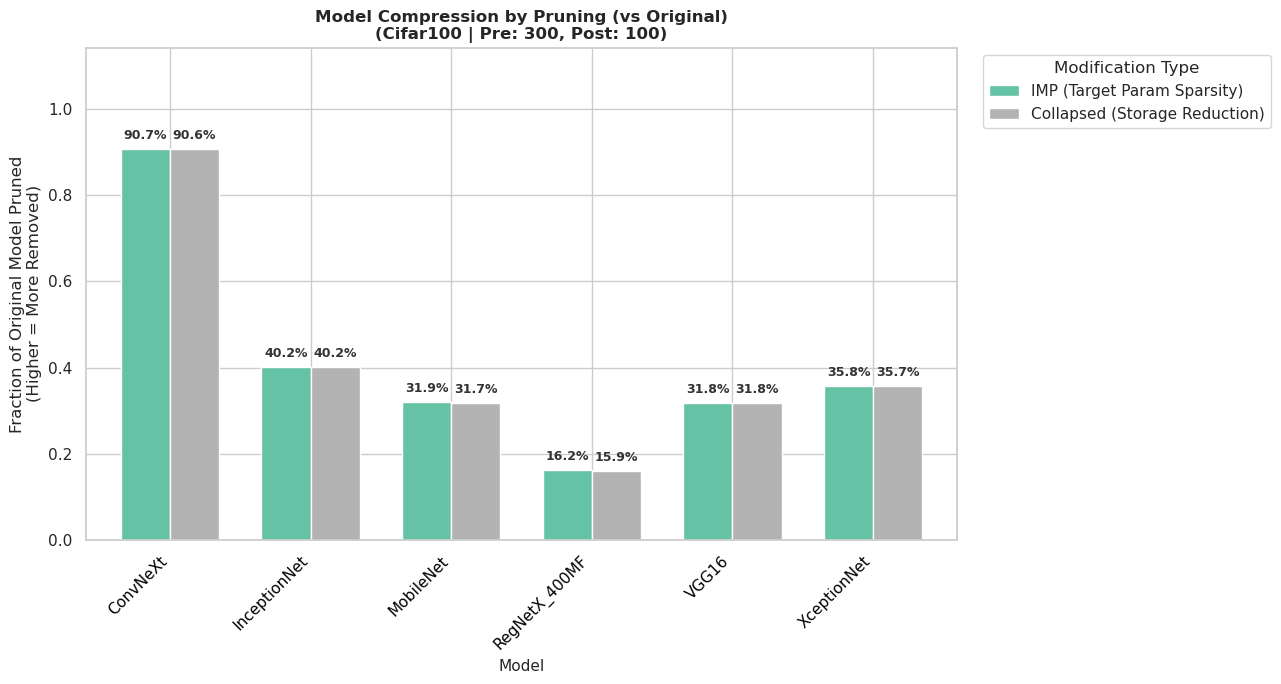 Model Compression by Pruning (vs Original)
(Cifar100 | Pre: 300, Post: 100)
Modification Type
IMP (Target Param Sparsity)
Collapsed (Storage Reduction)
Fraction of Original Model Pruned
(Higher = More Removed)
1.0
0.8
0.6
0.4
0.2
0.0
90.7% 90.6%
40.2% 40.2%
31.9% 31.7%
16.2% 15.9%
31.8% 31.8%
35.8% 35.7%
ConvNeXt
InceptionNet
MobileNet
RegNetX_400MF
VGG16
XceptionNet
Model